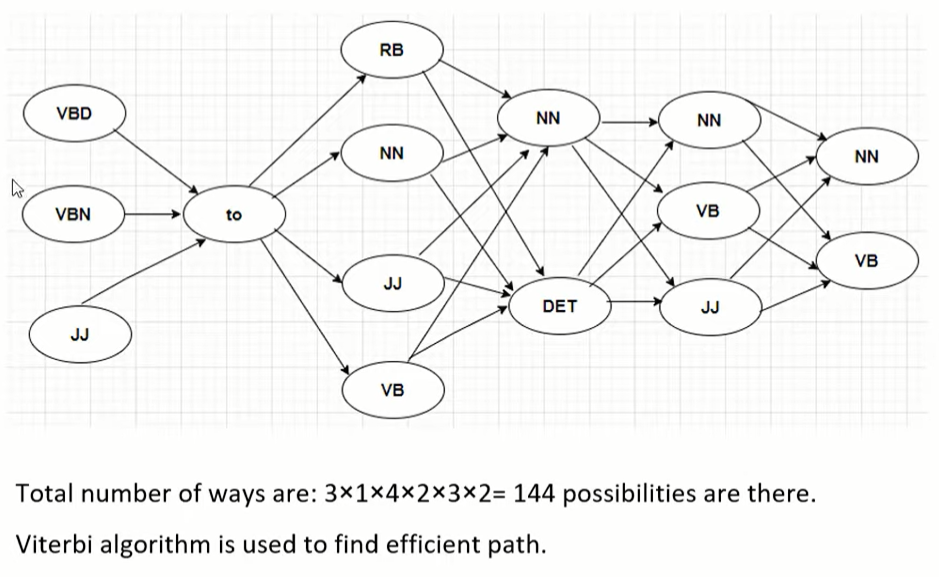 RB
VBD
NN
NN
NN
NN
VBN
to
VB
VB
JJ
DET
JJ
JJ
VB
Total number of ways are: 3×1×4×2×3×2= 144 possibilities are there.
Viterbi algorithm is used to find efficient path.